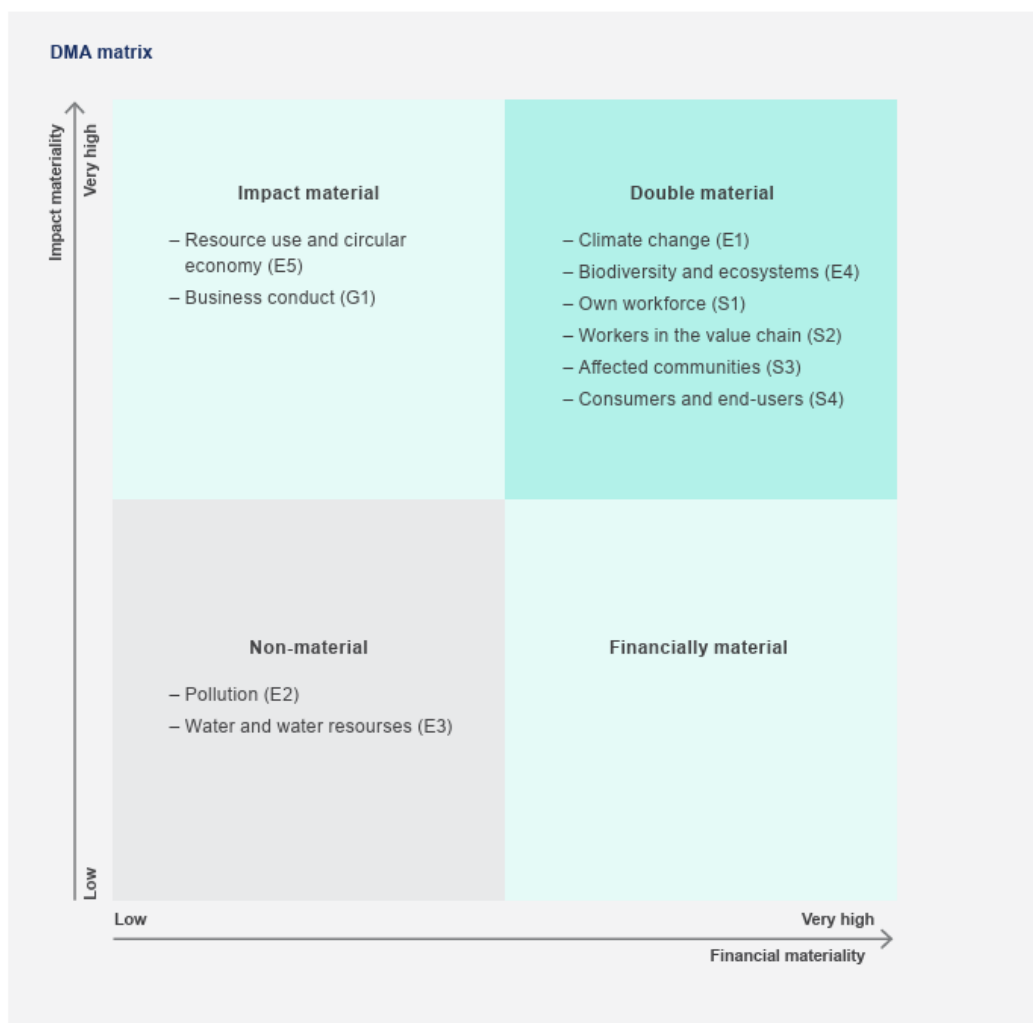 DMA matrix
Impact materiality
Very high
Low
Impact material
– Resource use and circular
economy (E5)
– Business conduct (G1)
Double material
– Climate change (E1)
– Biodiversity and ecosystems (E4)
– Own workforce (S1)
– Workers in the value chain (S2)
– Affected communities (S3)
– Consumers and end-users (S4)
Non-material
– Pollution (E2)
– Water and water resourses (E3)
Financially material
Low
Very high
Financial materiality